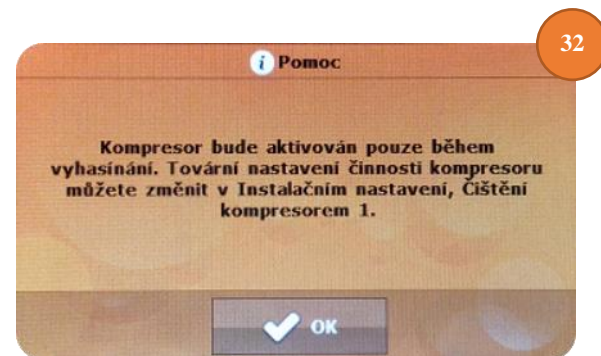 32
Pomoc
Kompresor bude aktivován pouze během
vyhasínání. Tovární nastavení činnosti kompresoru
můžete změnit v Instalačním nastavení, Čištění
kompresorem 1.
OK